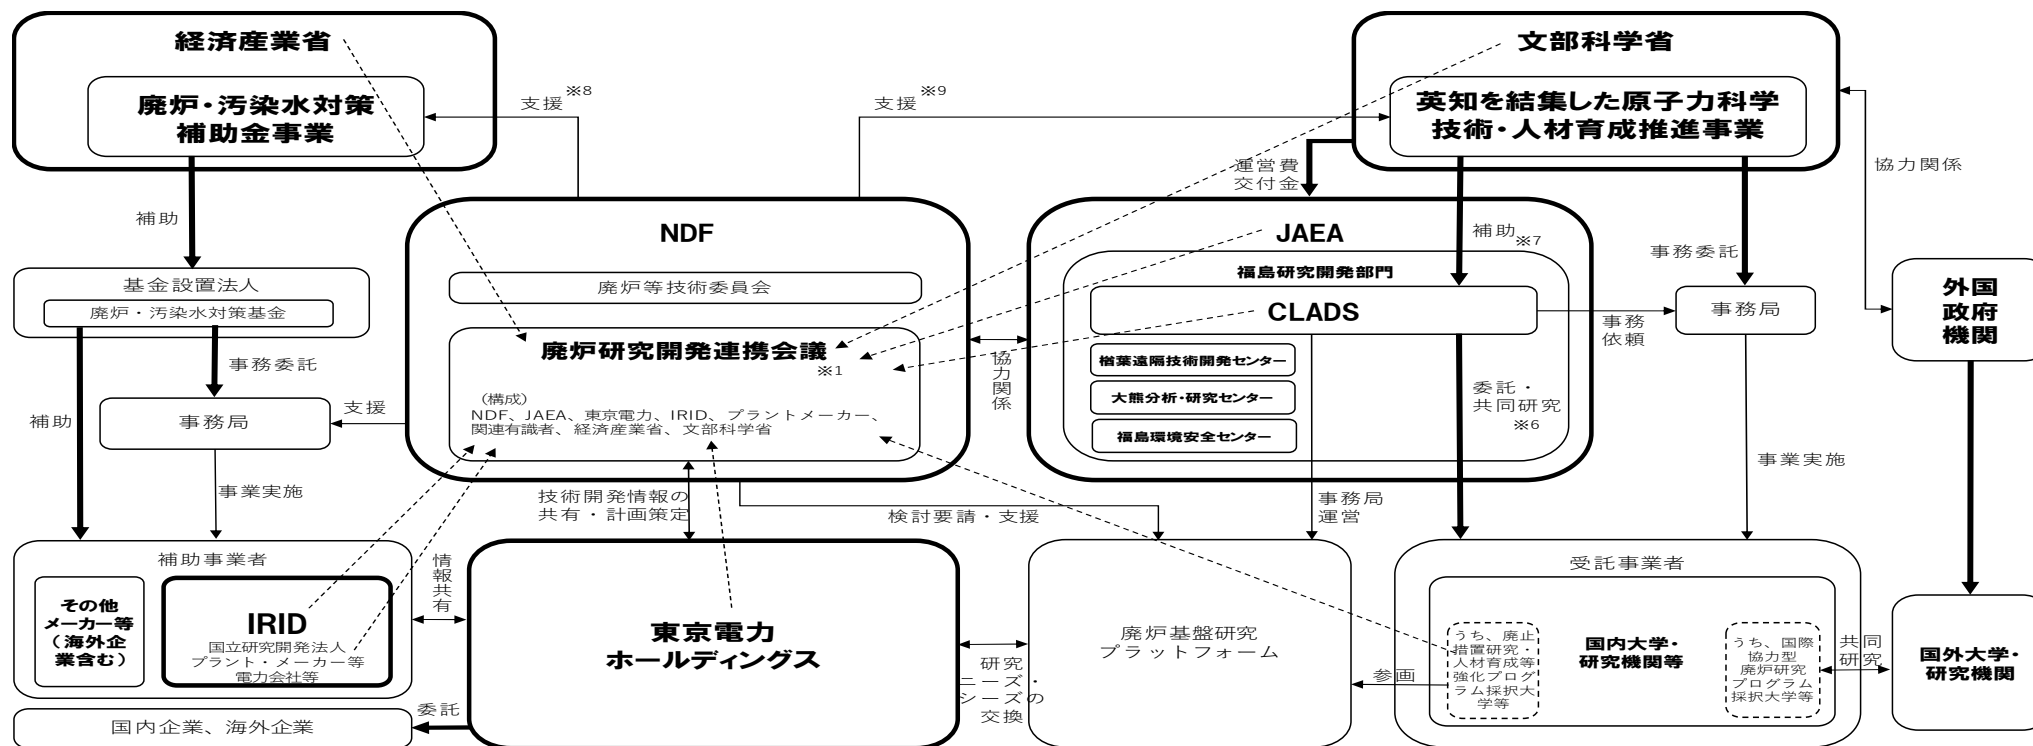 経済産業省
廃炉・汚染水対策
補助金事業
支援※8
支援※9
文部科学省
英知を結集した原子力科学
技術・人材育成推進事業
運営費
交付金
協力関係
補助
NDF
廃炉等技術委員会
廃炉研究開発連携会議
※1
(構成)
NDF、JAEA、東京電力、IRID、プラントメーカー、
関連有識者、経済産業省、文部科学省
協力関係
JAEA
福島研究開発部門
CLADS
楢葉遠隔技術開発センター
大熊分析・研究センター
福島環境安全センター
補助※7
事務委託
事務
依頼
事務局
委託・
共同研究
※6
事業実施
外国
政府
機関
基金設置法人
廃炉・汚染水対策基金
事務委託
補助
事務局
支援
事業実施
技術開発情報の
共有・計画策定
検討要請・支援
事務局
運営
補助事業者
その他
メーカー等
(海外企
業含む)
IRID
国立研究開発法人
プラント・メーカー等
電力会社等
情報共有
東京電力
ホールディングス
研究
ニーズ・
シーズの
交換
廃炉基盤研究
プラットフォーム
参画
受託事業者
うち、廃止
措置研究・
人材育成等
強化プログ
ラム採択大
学等
国内大学・
研究機関等
うち、国際
協力型
廃炉研究
プログラム
採択大学等
共同
研究
国外大学・
研究機関
国内企業、海外企業
委託